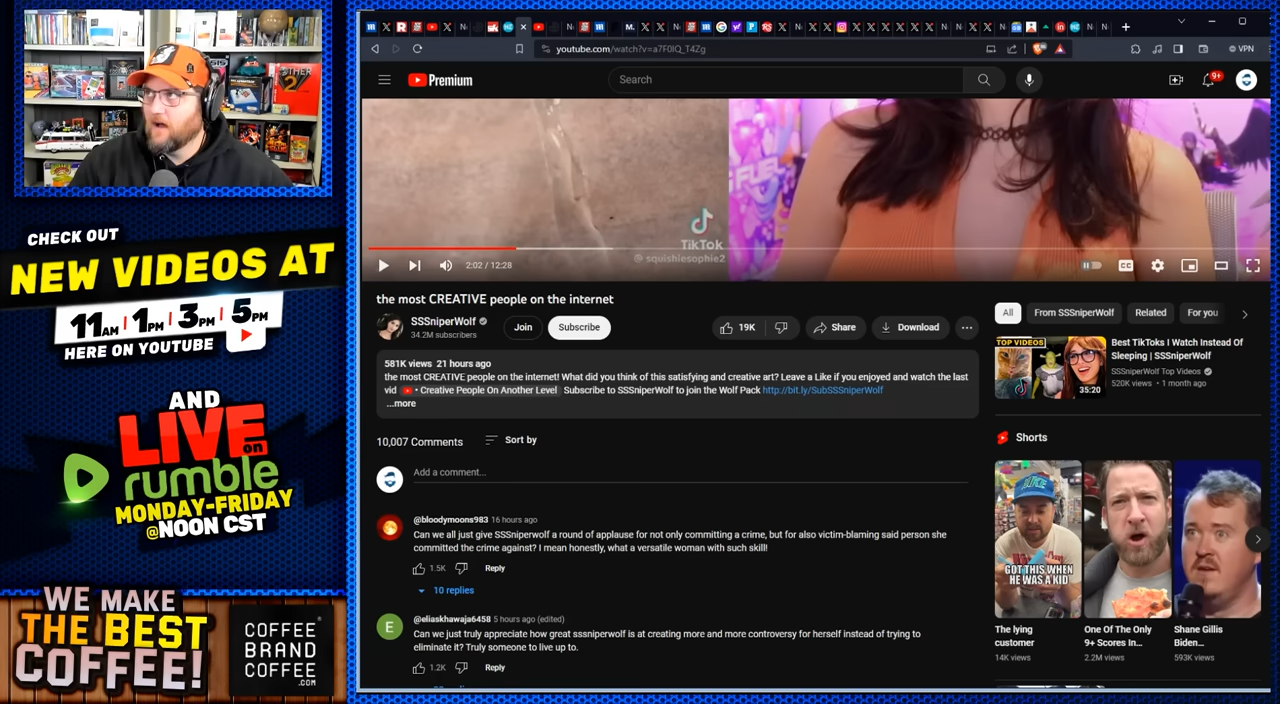 CHECK OUT
NEW VIDEOS AT
11AM | 1PM | 3PM | 5PM
HERE ON YOUTUBE
AND
LIVE
on
rumble
MONDAY-FRIDAY
@NOON CST
WE MAKE
THE BEST
COFFEE!
COFFEE
BRAND
COFFEE
.COM
youtube.com/watch?v=a7F0IQ_T4Zg
VPN
Premium
Search
9+
FUEL
TikTok
@squishiesophie2
2:02 / 12:28
CC
the most CREATIVE people on the internet
SSSniperWolf
34.2M subscribers
Join
Subscribe
19K
Share
Download
581K views 21 hours ago
the most CREATIVE people on the internet! What did you think of this satisfying and creative art? Leave a Like if you enjoyed and watch the last
vid • Creative People On Another Level Subscribe to SSSniperWolf to join the Wolf Pack http://bit.ly/SubSSSniperWolf
...more
10,007 Comments
Sort by
Add a comment...
@bloodymoons983 16 hours ago
Can we all just give SSSniperwolf a round of applause for not only committing a crime, but for also victim-blaming said person she
committed the crime against? I mean honestly, what a versatile woman with such skill!
1.5K
Reply
10 replies
E
@eliaskhawaja6458 5 hours ago (edited)
Can we just truly appreciate how great sssniperwolf is at creating more and more controversy for herself instead of trying to
eliminate it? Truly someone to live up to.
1.2K
Reply
All
From SSSniperWolf
Related
For you
TOP VIDEOS
35:20
Best TikToks I Watch Instead Of
Sleeping | SSSniperWolf
SSSniperWolf Top Videos
520K views • 1 month ago
Shorts
GOT THIS WHEN
HE WAS A KID
The lying
customer
14K views
One Of The Only
9+ Scores In...
2.2M views
Shane Gillis
Biden...
593K views